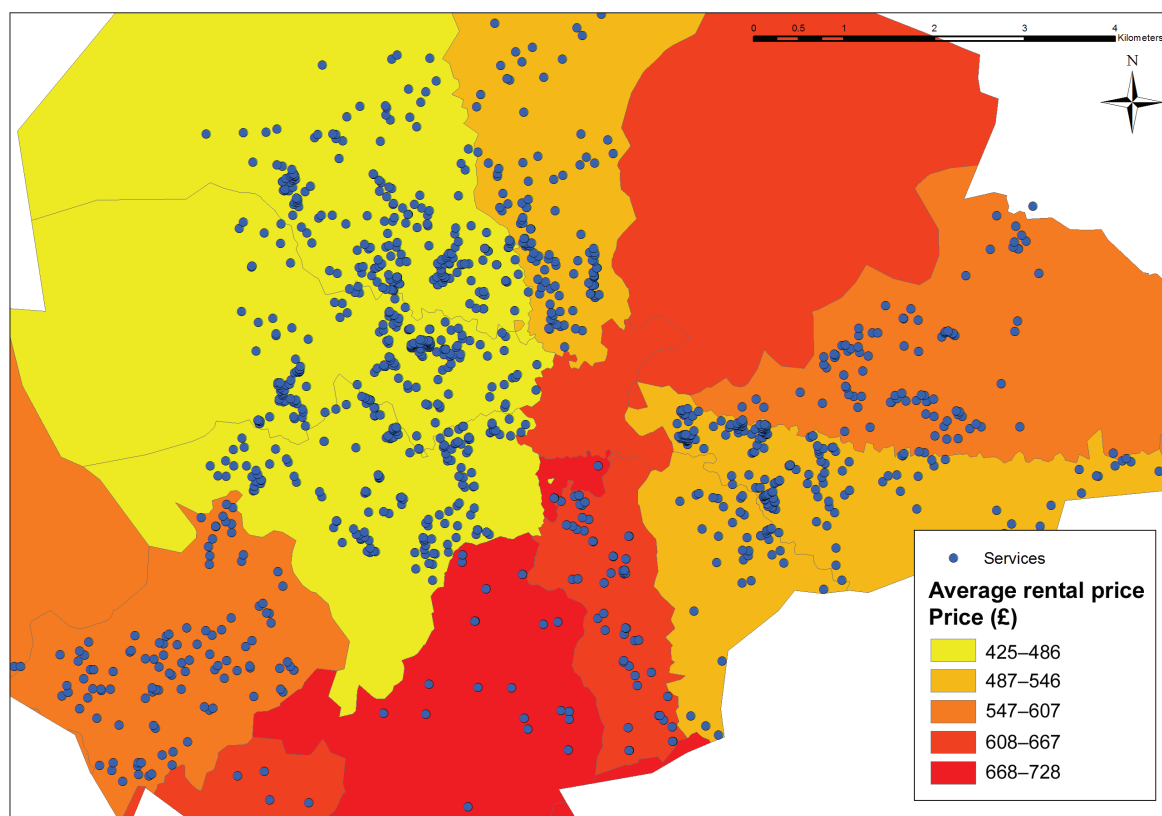 0 0.5 1 2 3 4
Kilometers
N
Services
Average rental price
Price (£)
425–486
487–546
547–607
608–667
668–728